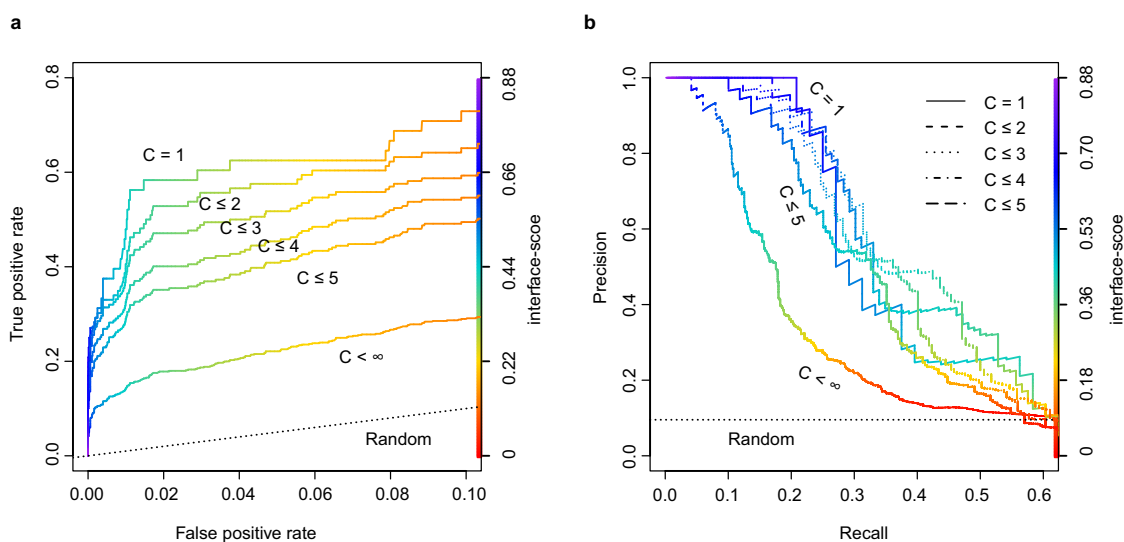 a
True positive rate
0.8
0.6
0.4
0.2
0.0
C = 1
C ≤ 2
C ≤ 3
C ≤ 4
C ≤ 5
C < ∞
Random
0.00 0.02 0.04 0.06 0.08 0.10
False positive rate
0.88
0.66
0.44
0.22
0
interface-scoe
b
Precision
1.0
0.8
0.6
0.4
0.2
0.0
C = 1
C ≤ 5
C < ∞
Random
C = 1
C ≤ 2
C ≤ 3
C ≤ 4
C ≤ 5
0.0 0.1 0.2 0.3 0.4 0.5 0.6
Recall
0.88
0.70
0.53
0.36
0.18
0
interface-scoe